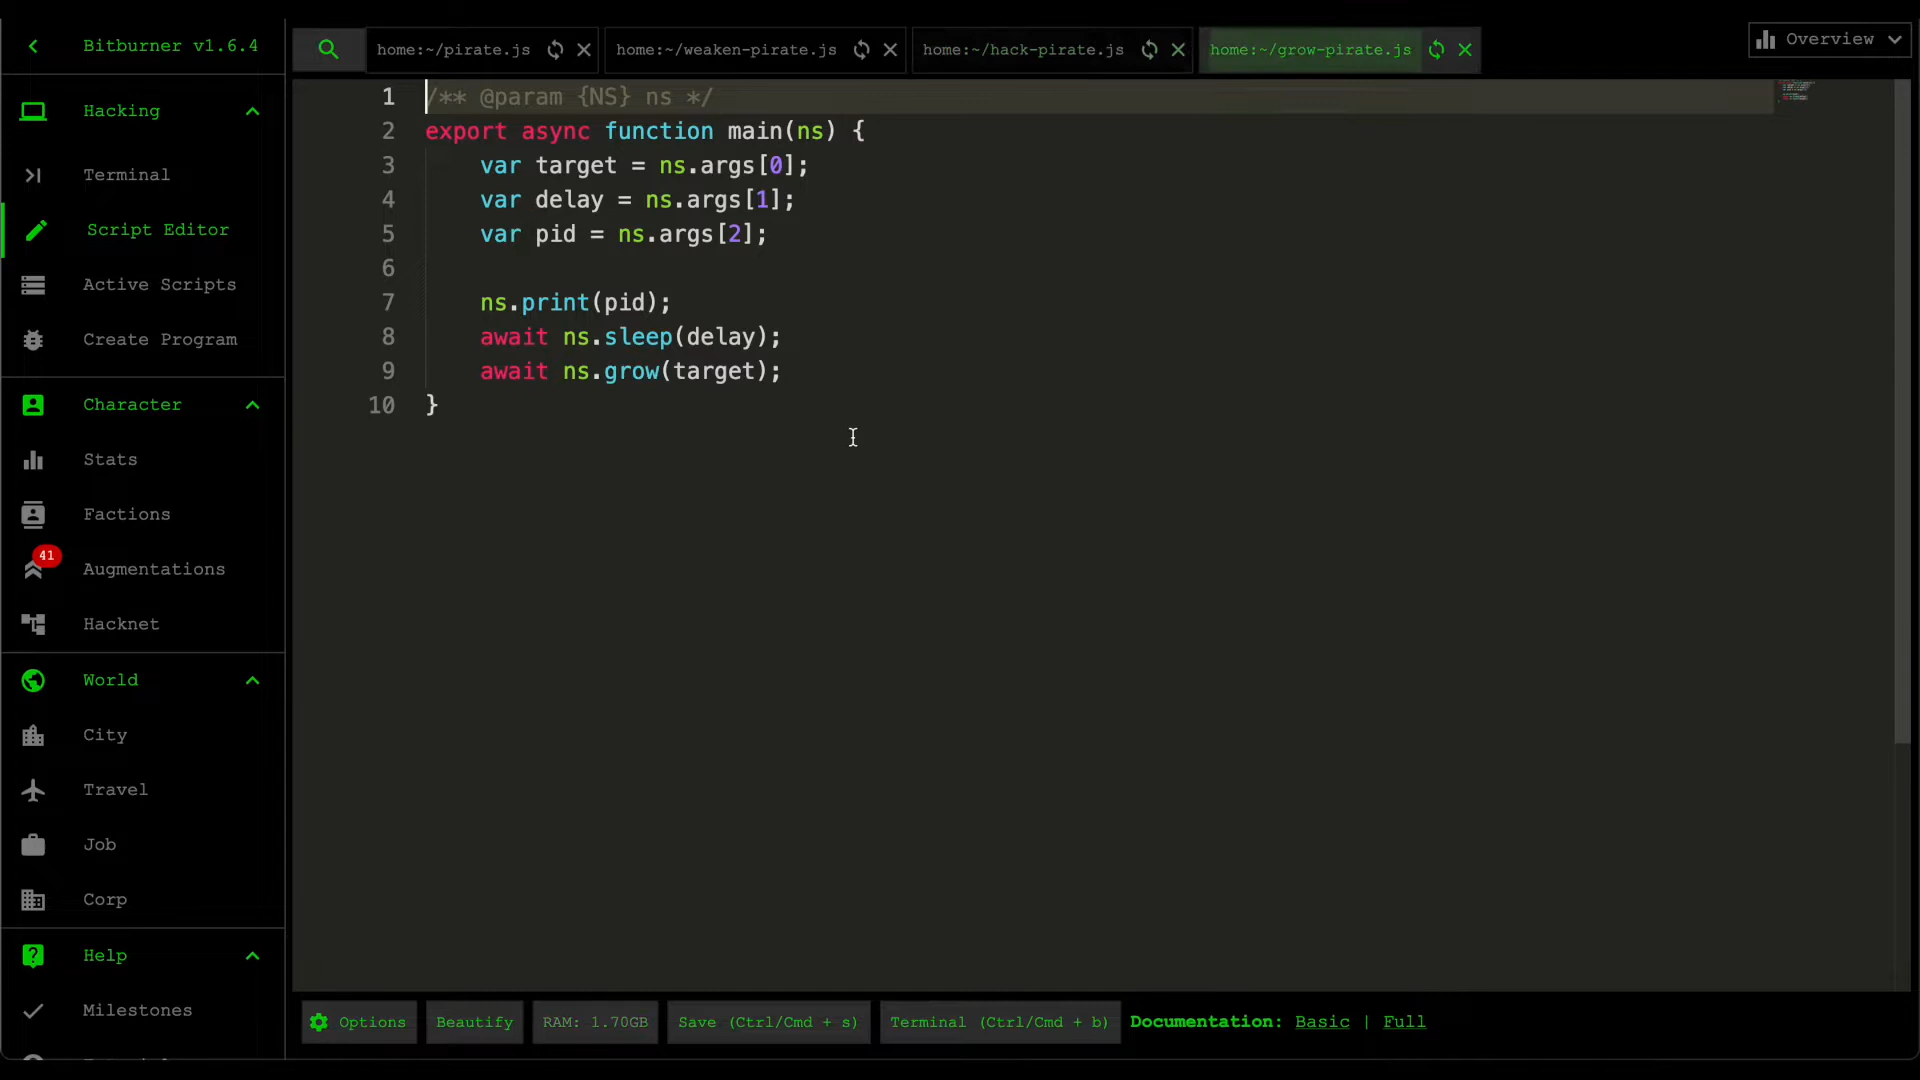 Bitburner v1.6.4
Hacking
Terminal
Script Editor
Active Scripts
Create Program
Character
Stats
Factions
41
Augmentations
Hacknet
World
City
Travel
Job
Corp
Help
Milestones
home:~/pirate.js
home:~/weaken-pirate.js
home:~/hack-pirate.js
home:~/grow-pirate.js
Overview
1 /** @param {NS} ns */
2 export async function main(ns) {
3 var target = ns.args[0];
4 var delay = ns.args[1];
5 var pid = ns.args[2];
6
7 ns.print(pid);
8 await ns.sleep(delay);
9 await ns.grow(target);
10 }
Options
Beautify
RAM: 1.70GB
Save (Ctrl/Cmd + s)
Terminal (Ctrl/Cmd + b)
Documentation: Basic | Full